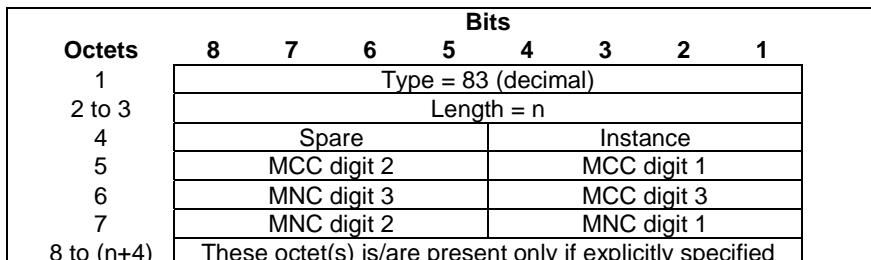 Bits
Octets 8 7 6 5 4 3 2 1
1 Type = 83 (decimal)
2 to 3 Length = n
4 Spare Instance
5 MCC digit 2 MCC digit 1
6 MNC digit 3 MCC digit 3
7 MNC digit 2 MNC digit 1
8 to (n+4) These octet(s) is/are present only if explicitly specified